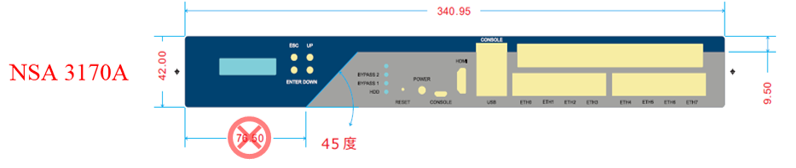 340.95
CONSOLE
ESC UP
HDMI
NSA 3170A
42.00
BYPASS 2
BYPASS 1
HDD
POWER
ENTER DOWN
9.50
RESET
CONSOLE
USB
ETH0
ETH1
ETH2
ETH3
ETH4
ETH5
ETH6
ETH7
76.60
45度